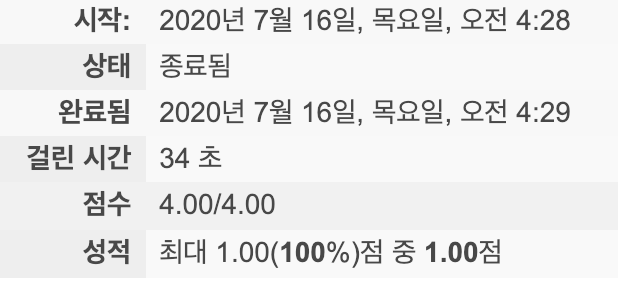 시작: 2020년 7월 16일, 목요일, 오전 4:28
상태 종료됨
완료됨 2020년 7월 16일, 목요일, 오전 4:29
걸린 시간 34 초
점수 4.00/4.00
성적 최대 1.00(100%)점 중 1.00점